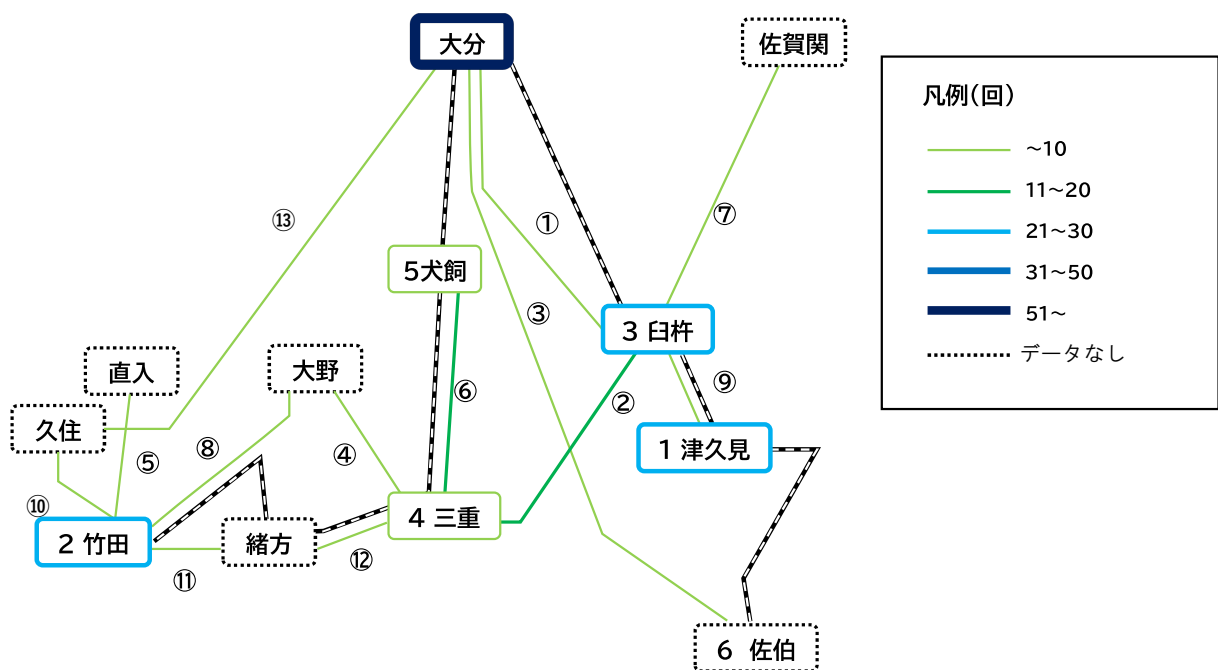 大分
佐賀関
凡例(回)
～10
11～20
21～30
31～50
51～
データなし
⑬
①
⑦
5犬飼
③
3 臼杵
直入
大野
⑥
⑨
②
久住
⑧
⑤
④
1 津久見
⑩
2 竹田
緒方
4 三重
⑪
⑫
6 佐伯